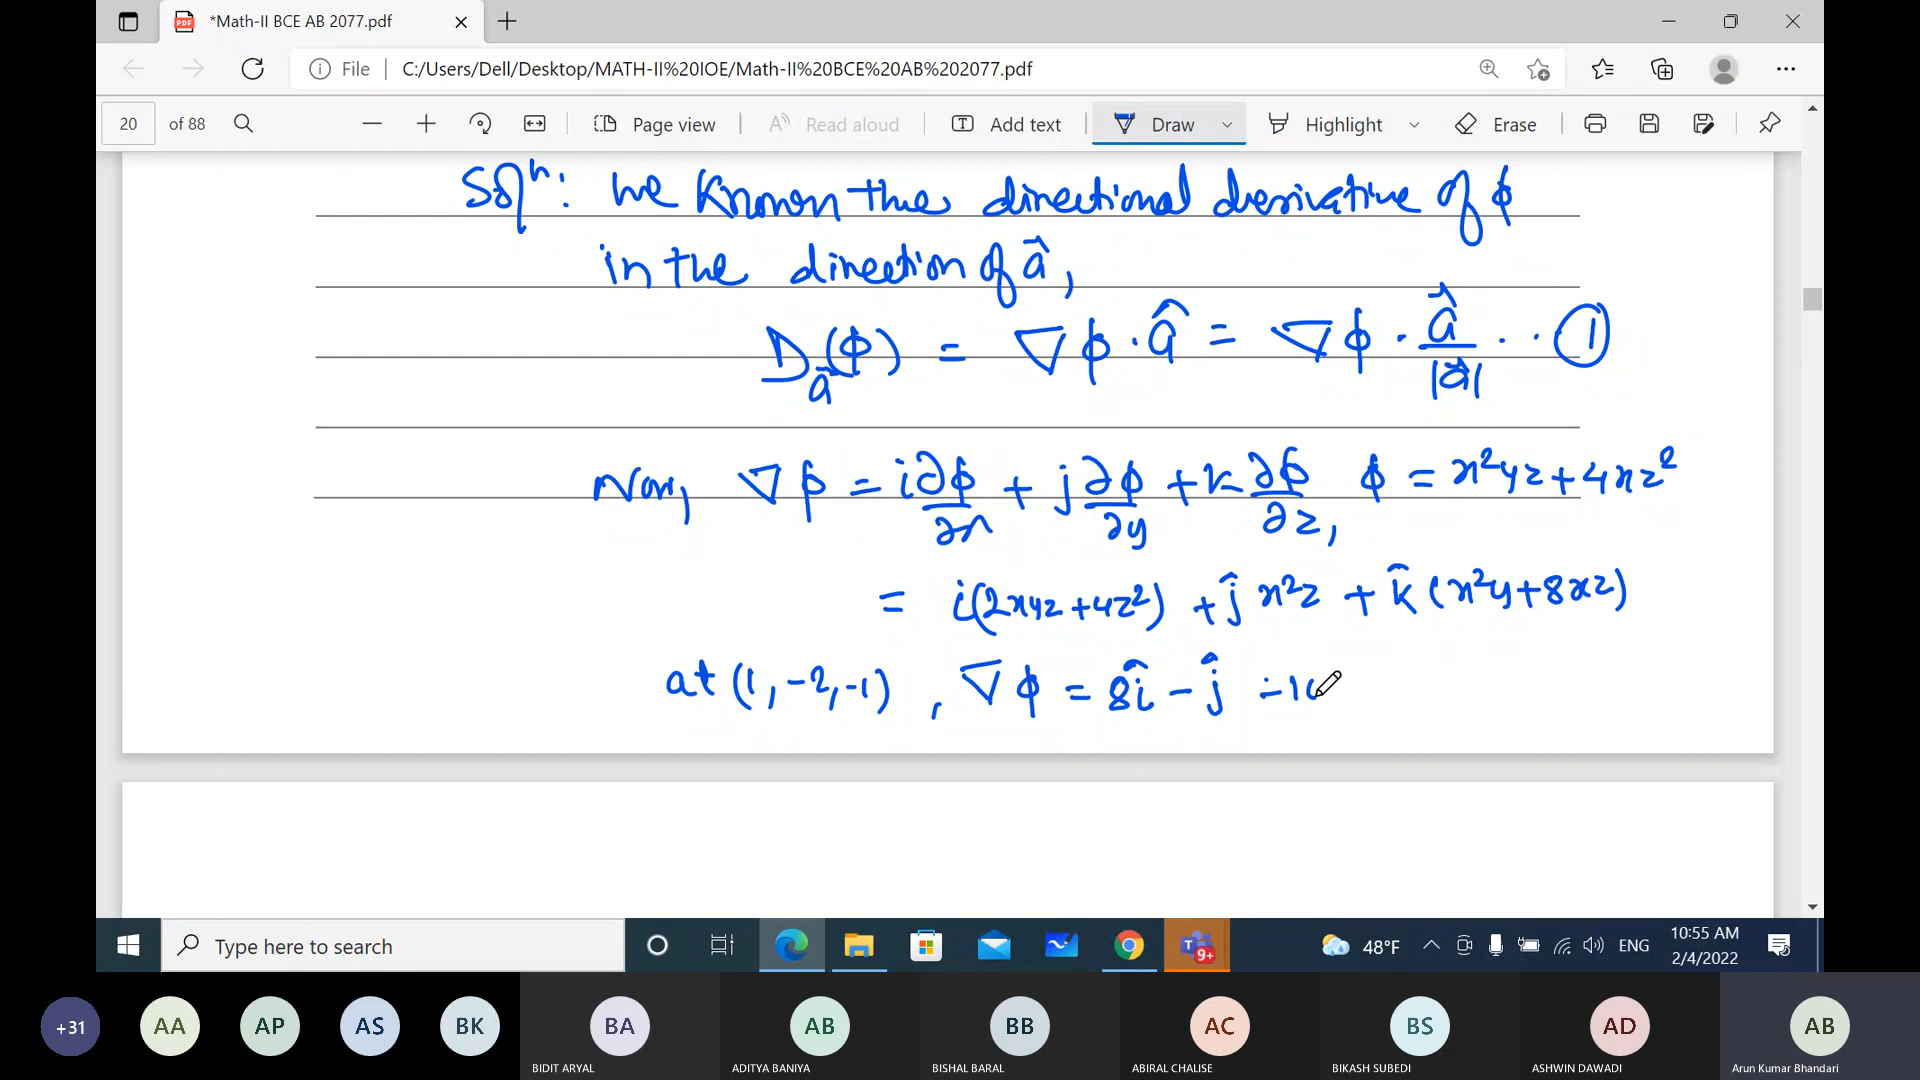 *Math-II BCE AB 2077.pdf
File C:/Users/Dell/Desktop/MATH-II%20IOE/Math-II%20BCE%20AB%202077.pdf
20 of 88 Page view Read aloud Add text Draw Highlight Erase
Solⁿ: we known the directional derivative of ϕ
in the direction of â,
D_â(ϕ) = ∇ϕ · â = ∇ϕ · â/|a⃗| . . . ①
Now, ∇ϕ = i ∂ϕ/∂x + j ∂ϕ/∂y + k ∂ϕ/∂z, ϕ = x²yz + 4xz²
= i(2xyz + 4z²) + ĵ x²z + k̂ (x²y + 8xz)
at (1, -2, -1), ∇ϕ = 8î - ĵ - 10
Type here to search
9+
48°F
ENG
10:55 AM
2/4/2022
+31 AA AP AS BK BA AB BB AC BS AD AB
BIDIT ARYAL ADITYA BANIYA BISHAL BARAL ABIRAL CHALISE BIKASH SUBEDI ASHWIN DAWADI Arun Kumar Bhandari